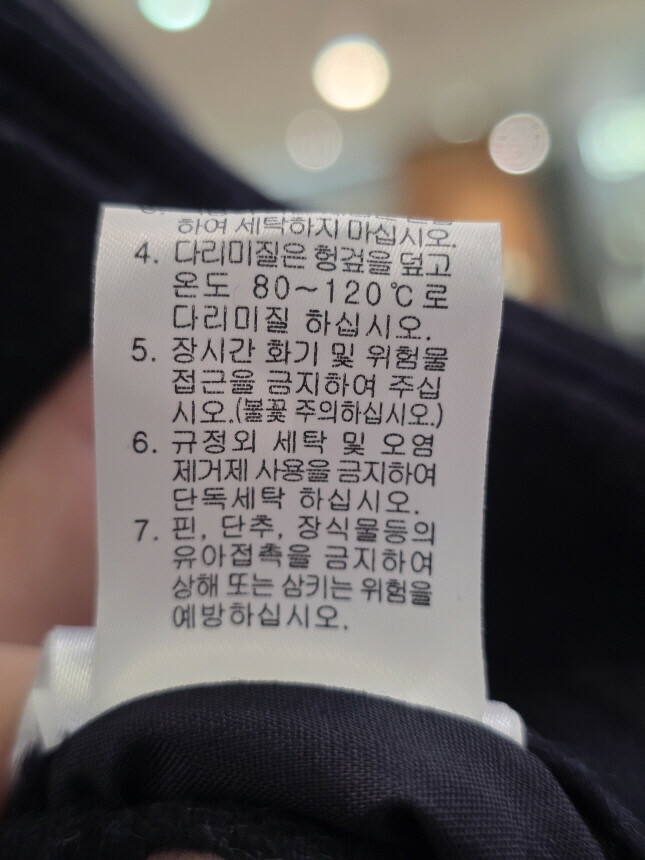 하여 세탁하지 마십시오.
4. 다리미질은 헝겊을 덮고
온도 80~120℃로
다리미질 하십시오.
5. 장시간 화기 및 위험물
접근을 금지하여 주십
시오.(불꽃 주의하십시오.)
6. 규정외 세탁 및 오염
제거제 사용을 금지하여
단독세탁 하십시오.
7. 핀, 단추, 장식물등의
유아접촉을 금지하여
상해 또는 삼키는 위험을
예방하십시오.